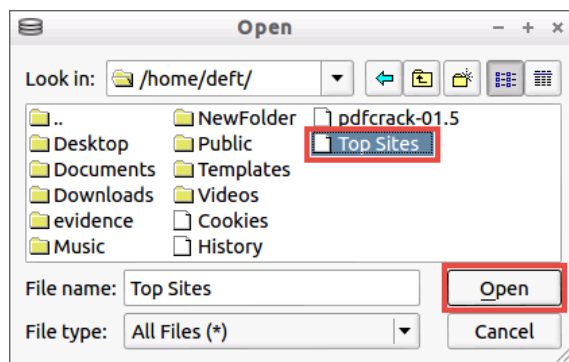 Open
Look in: /home/deft/
.. NewFolder pdfcrack-01.5
Desktop Public Top Sites
Documents Templates
Downloads Videos
evidence Cookies
Music History
File name: Top Sites Open
File type: All Files (*) Cancel